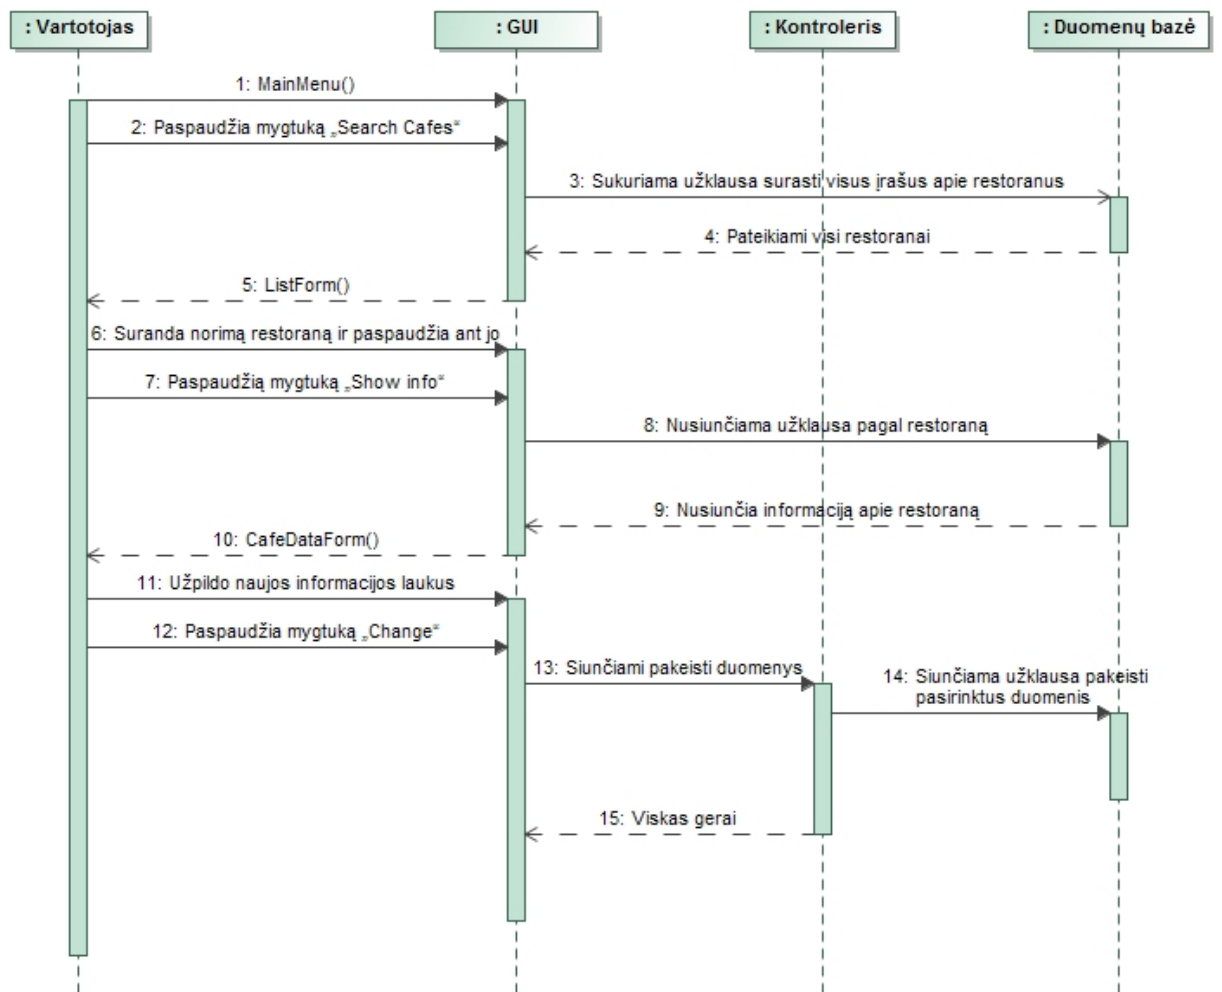 : Vartotojas
: GUI
: Kontroleris
: Duomenų bazė
1: MainMenu()
2: Paspaudžia mygtuką „Search Cafes“
3: Sukuriama užklausa surasti visus įrašus apie restoranus
4: Pateikiami visi restoranai
5: ListForm()
6: Suranda norimą restoraną ir paspaudžia ant jo
7: Paspaudžią mygtuką „Show info“
8: Nusiunčiama užklausa pagal restoraną
9: Nusiunčia informaciją apie restoraną
10: CafeDataForm()
11: Užpildo naujos informacijos laukus
12: Paspaudžia mygtuką „Change“
13: Siunčiami pakeisti duomenys
14: Siunčiama užklausa pakeisti
pasirinktus duomenis
15: Viskas gerai